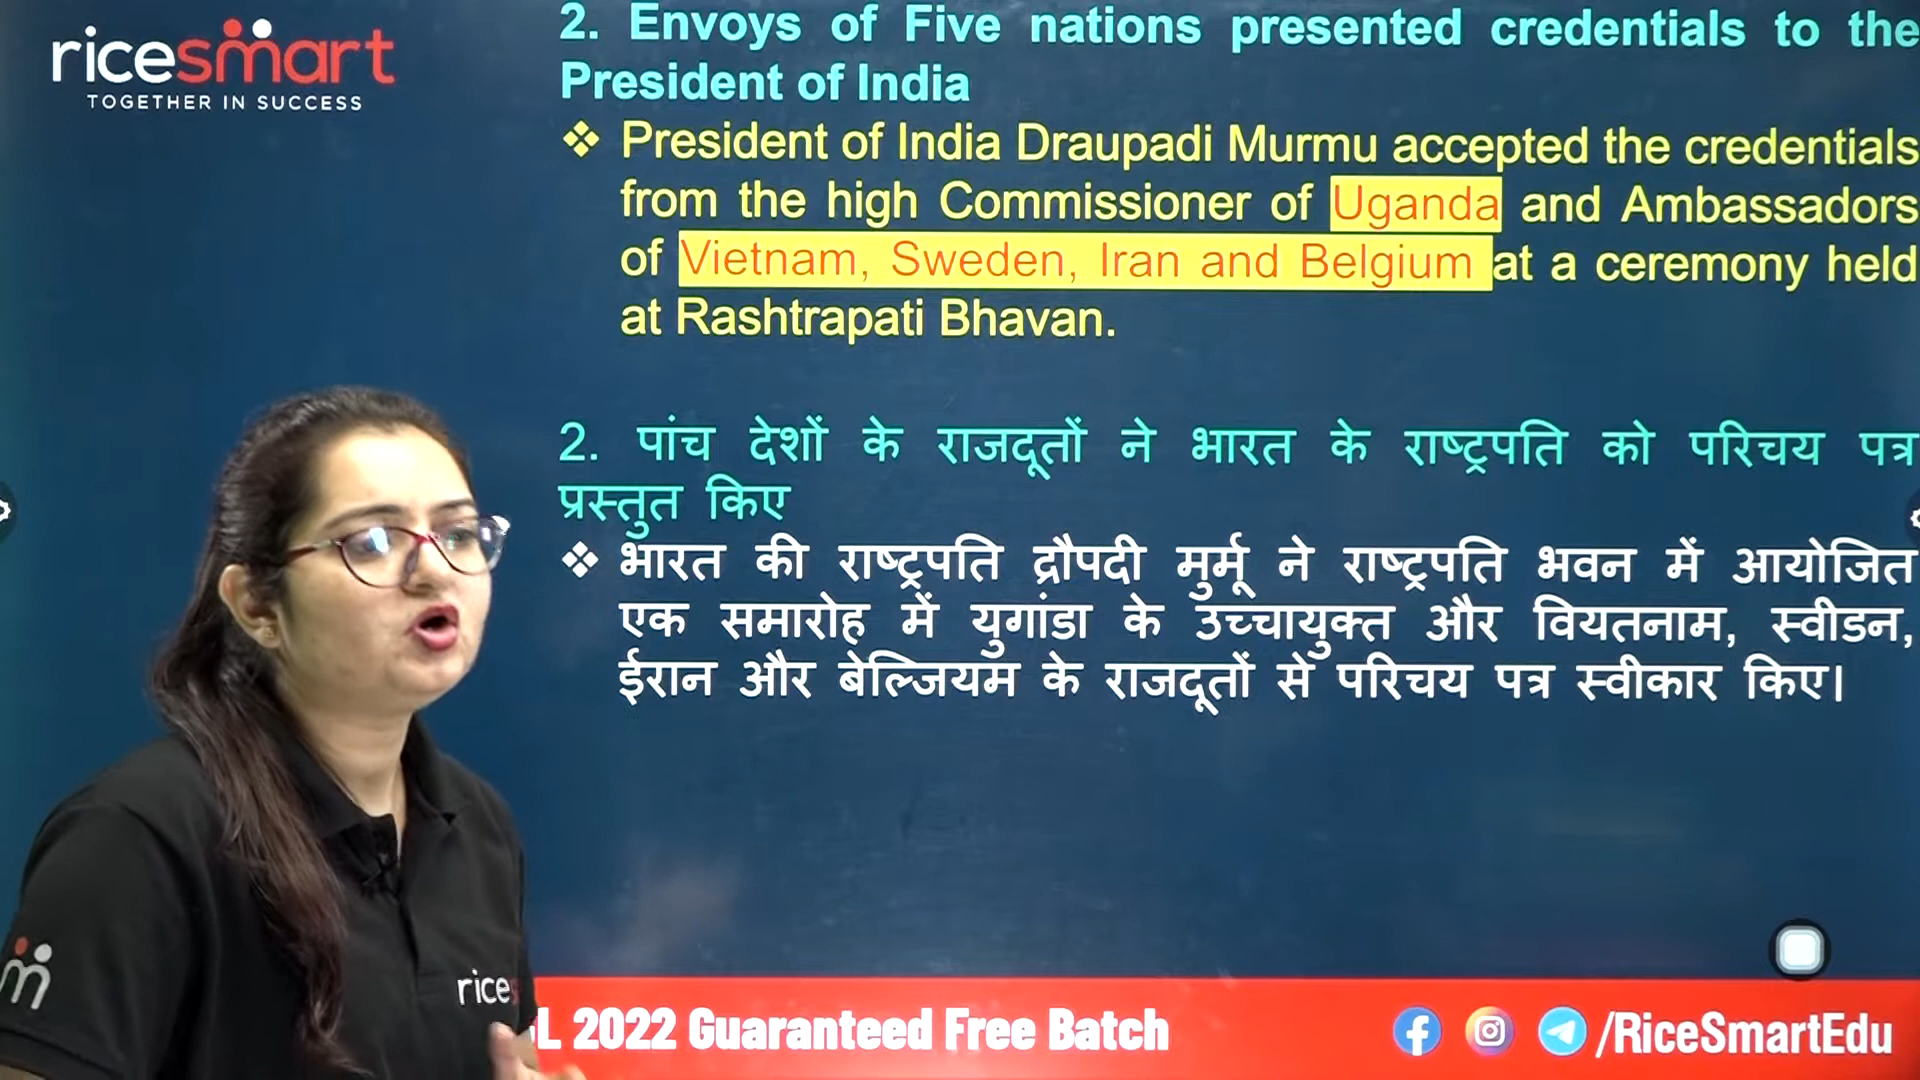 ricesmart
TOGETHER IN SUCCESS
2. Envoys of Five nations presented credentials to the
President of India
❖ President of India Draupadi Murmu accepted the credentials
from the high Commissioner of Uganda and Ambassadors
of Vietnam, Sweden, Iran and Belgium at a ceremony held
at Rashtrapati Bhavan.
2. पांच देशों के राजदूतों ने भारत के राष्ट्रपति को परिचय पत्र
प्रस्तुत किए
❖ भारत की राष्ट्रपति द्रौपदी मुर्मू ने राष्ट्रपति भवन में आयोजित
एक समारोह में युगांडा के उच्चायुक्त और वियतनाम, स्वीडन,
ईरान और बेल्जियम के राजदूतों से परिचय पत्र स्वीकार किए।
rice
L 2022 Guaranteed Free Batch
/RiceSmartEdu